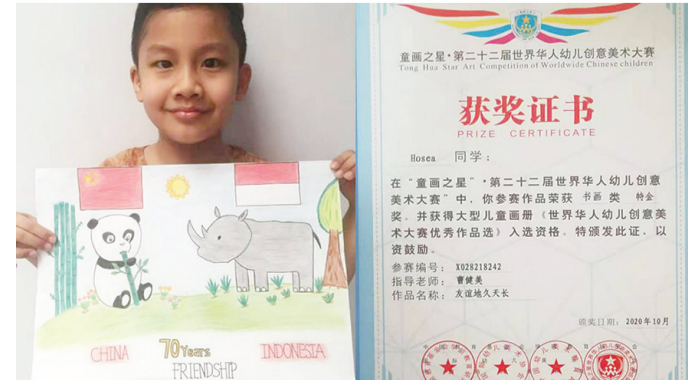 CHINA 70 Years INDONESIA
FRIENDSHIP
童画之星·第二十二届世界华人幼儿创意美术大赛
Tong Hua Star Art Competition of Worldwide Chinese children
获奖证书
PRIZE CERTIFICATE
Hosea 同学:
在“童画之星”·第二十二届世界华人幼儿创意
美术大赛”中,你参赛作品荣获 书画 类 特金
奖。并获得大型儿童画册《世界华人幼儿创意美
术大赛优秀作品选》入选资格。特颁发此证,以
资鼓励。
参赛编号: X028218242
指导老师: 曹健美
作品名称: 友谊地久天长
颁奖日期:2020年10月